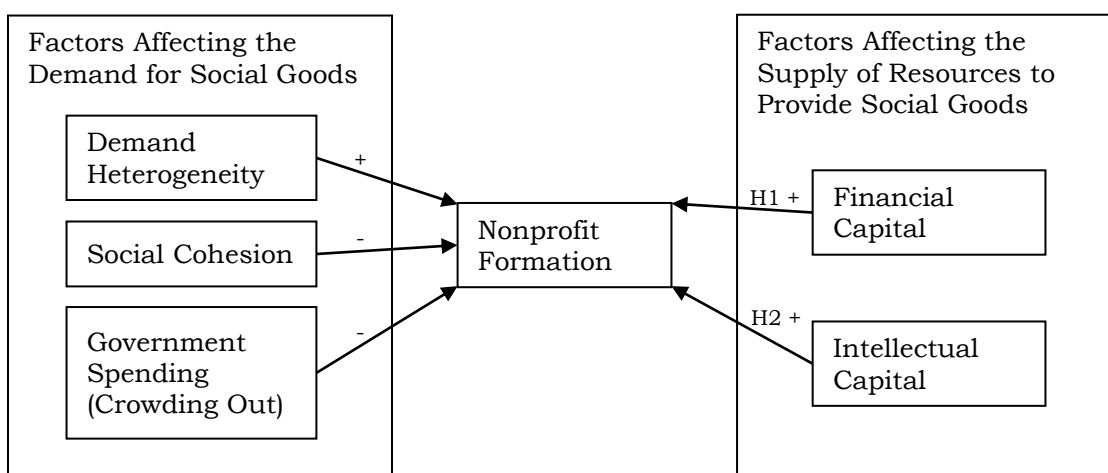 Factors Affecting the
Demand for Social Goods
Demand
Heterogeneity
+
Social Cohesion
-
Government
Spending
(Crowding Out)
-
Nonprofit
Formation
Factors Affecting the
Supply of Resources to
Provide Social Goods
H1 +
Financial
Capital
H2 +
Intellectual
Capital